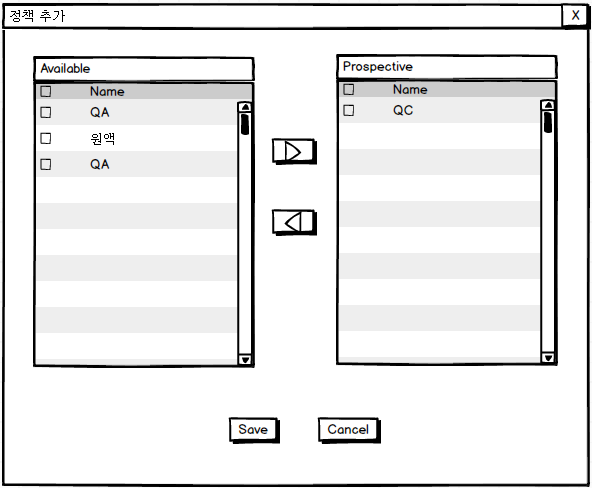 정책 추가
X
Available
Name
QA
원액
QA
Prospective
Name
QC
Save
Cancel